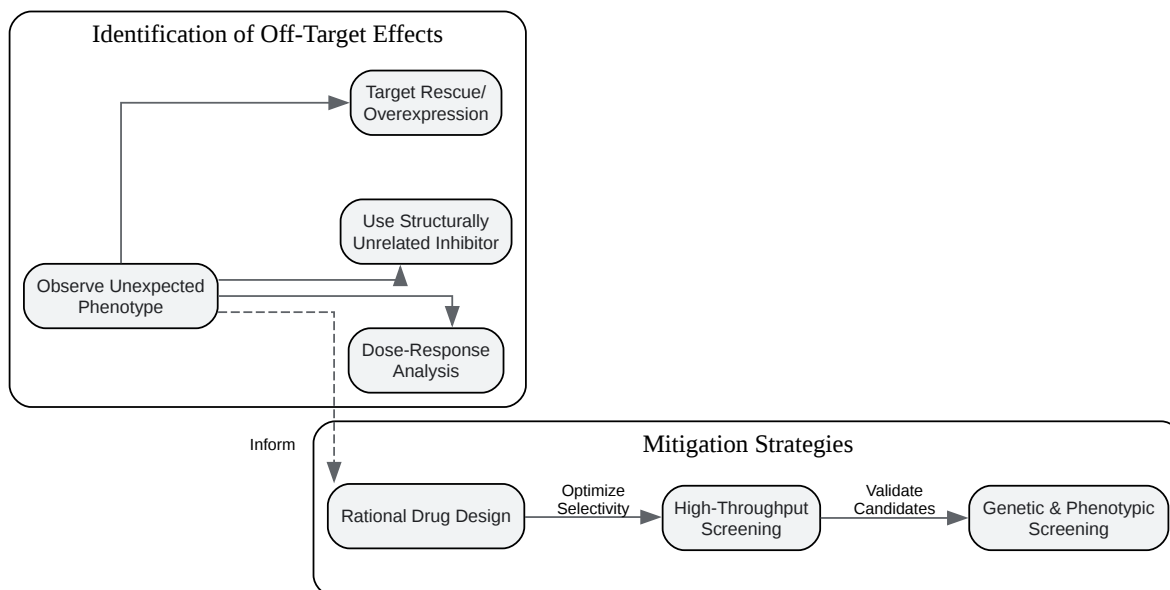 Identification of Off-Target Effects
Target Rescue/
Overexpression
Use Structurally
Unrelated Inhibitor
Observe Unexpected
Phenotype
Dose-Response
Analysis
Inform
Mitigation Strategies
Rational Drug Design
Optimize
Selectivity
High-Throughput
Screening
Validate
Candidates
Genetic & Phenotypic
Screening